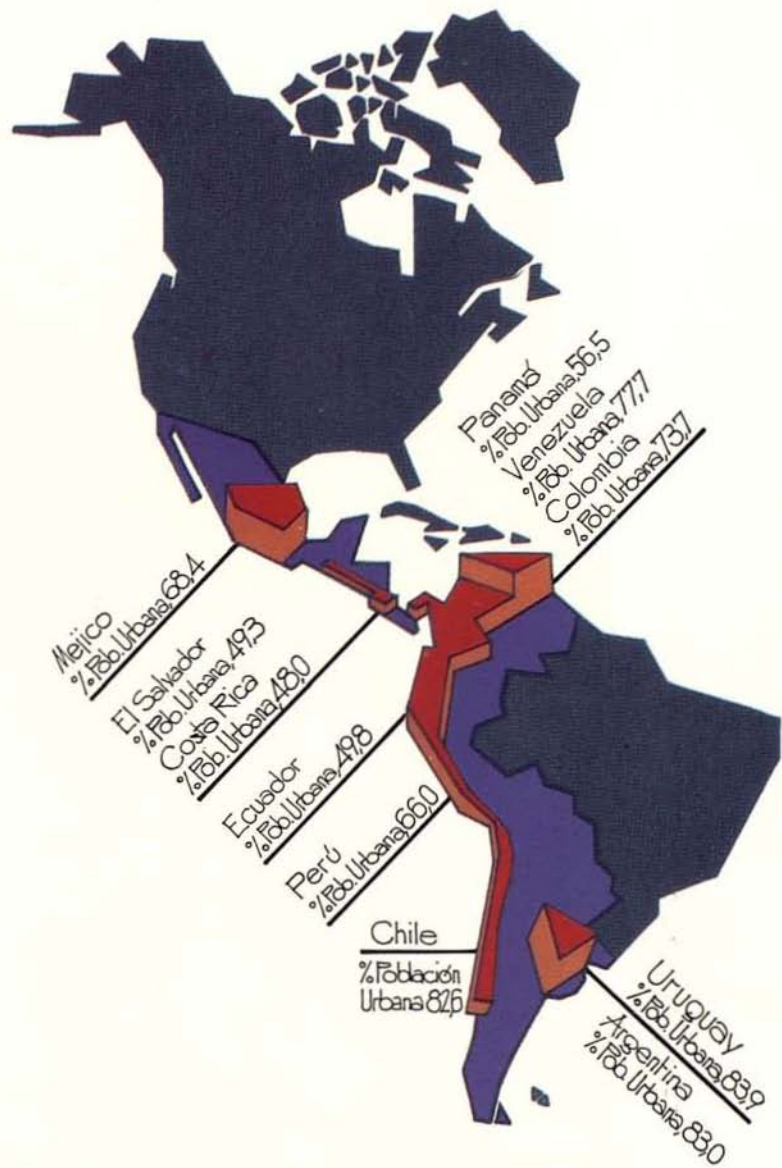 Panamá
% Pob. Urbana, 56,5
Venezuela
% Pob. Urbana, 77,7
Colombia
% Pob. Urbana, 73,7
Mejico
% Pob. Urbana, 68,4
El Salvador
% Pob. Urbana, 49,3
Costa Rica
% Pob. Urbana, 48,0
Ecuador
% Pob. Urbana, 49,8
Perú
% Pob. Urbana, 66,0
Chile
% Población
Urbana 82,6
Uruguay
% Pob. Urbana, 83,9
Argentina
% Pob. Urbana, 83,0